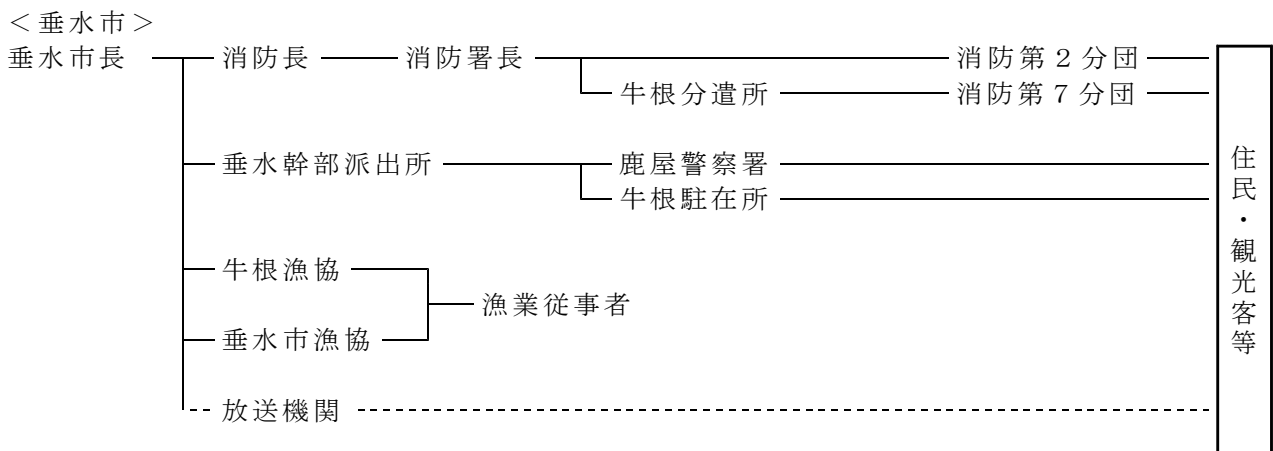 ＜垂水市＞
垂水市長 消防長 消防署長 消防第２分団
牛根分遣所 消防第７分団
垂水幹部派出所 鹿屋警察署
牛根駐在所
牛根漁協
漁業従事者
垂水市漁協
放送機関
住民・観光客等